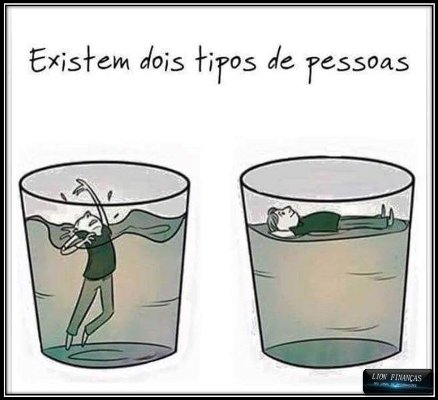 Existem dois tipos de pessoas
LION FINANÇAS